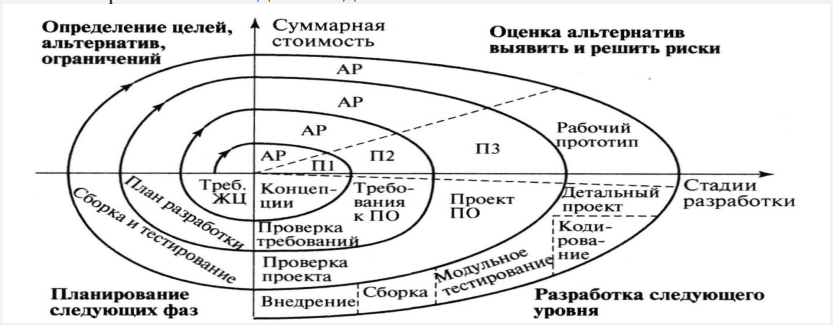 Определение целей,
альтернатив,
ограничений
Суммарная
стоимость
Оценка альтернатив
выявить и решить риски
АР
АР
АР
АР
П1
П2
П3
Рабочий
прототип
Стадии
разработки
Треб.
ЖЦ
Концеп-
ции
Требо-
вания
к ПО
Проект
ПО
Детальный
проект
Коди-
рова-
ние
План разработки
Сборка и тестирование
Проверка
требований
Проверка
проекта
Модульное
тестирование
Внедрение
Сборка
Планирование
следующих фаз
Разработка следующего
уровня